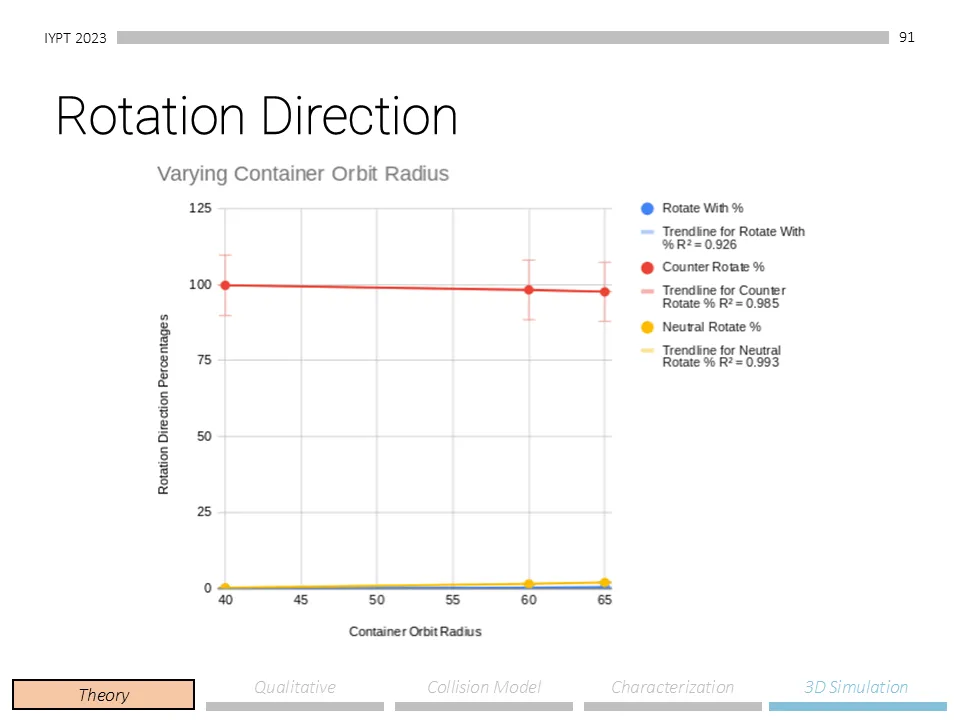 IYPT 2023
91
Rotation Direction
Varying Container Orbit Radius
125
100
75
50
25
0
Rotation Direction Percentages
40 45 50 55 60 65
Container Orbit Radius
Rotate With %
Trendline for Rotate With
% R² = 0.926
Counter Rotate %
Trendline for Counter
Rotate % R² = 0.985
Neutral Rotate %
Trendline for Neutral
Rotate % R² = 0.993
Theory
Qualitative
Collision Model
Characterization
3D Simulation